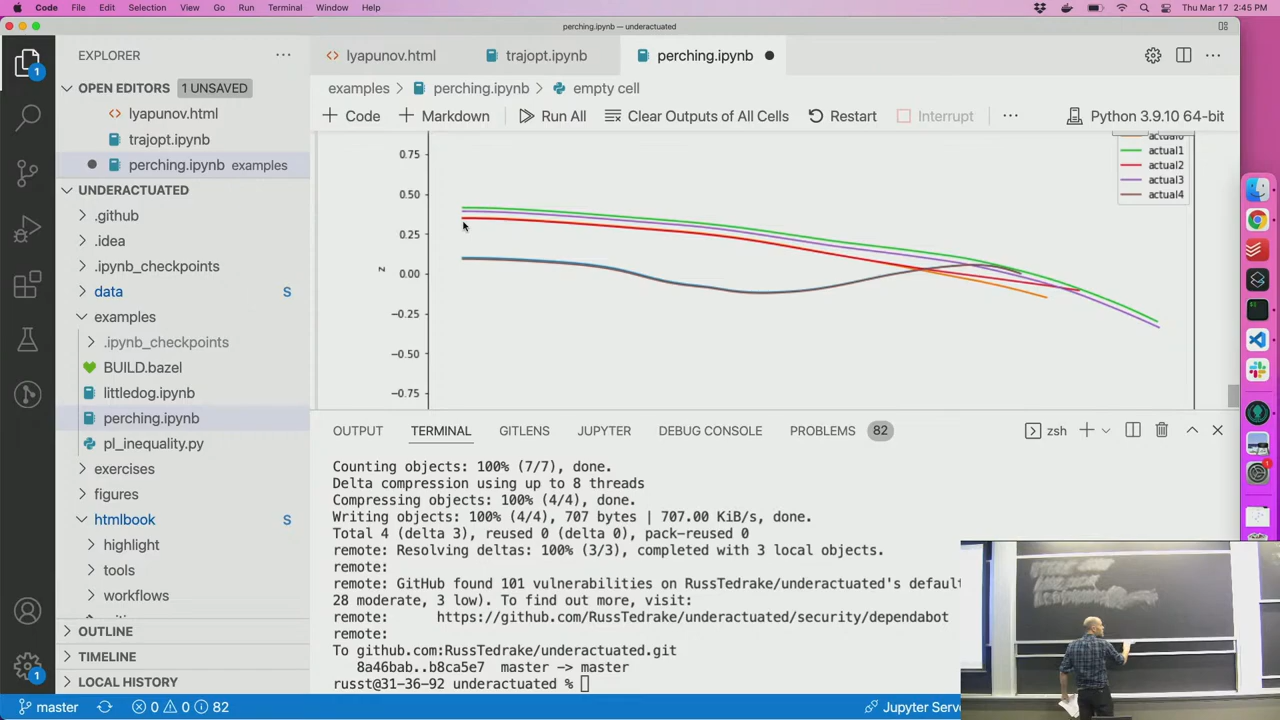 Code File Edit Selection View Go Run Terminal Window Help Thu Mar 17 2:45 PM
perching.ipynb — underactuated
EXPLORER
lyapunov.html trajopt.ipynb perching.ipynb
OPEN EDITORS 1 UNSAVED
lyapunov.html
trajopt.ipynb
perching.ipynb examples
UNDERACTUATED
.github
.idea
.ipynb_checkpoints
data S
examples
.ipynb_checkpoints
BUILD.bazel
littledog.ipynb
perching.ipynb
pl_inequality.py
exercises
figures
htmlbook S
highlight
tools
workflows
OUTLINE
TIMELINE
LOCAL HISTORY
1
1
examples > perching.ipynb > empty cell
+ Code + Markdown Run All Clear Outputs of All Cells Restart Interrupt ... Python 3.9.10 64-bit
0.75
0.50
0.25
0.00
−0.25
−0.50
−0.75
z
actual0
actual1
actual2
actual3
actual4
OUTPUT TERMINAL GITLENS JUPYTER DEBUG CONSOLE PROBLEMS 82 zsh
Counting objects: 100% (7/7), done.
Delta compression using up to 8 threads
Compressing objects: 100% (4/4), done.
Writing objects: 100% (4/4), 707 bytes | 707.00 KiB/s, done.
Total 4 (delta 3), reused 0 (delta 0), pack-reused 0
remote: Resolving deltas: 100% (3/3), completed with 3 local objects.
remote:
remote: GitHub found 101 vulnerabilities on RussTedrake/underactuated's default
28 moderate, 3 low). To find out more, visit:
remote: https://github.com/RussTedrake/underactuated/security/dependabot
remote:
To github.com:RussTedrake/underactuated.git
8a46bab..b8ca5e7 master -> master
russt@31-36-92 underactuated %
master 0 0 82 Jupyter Serve